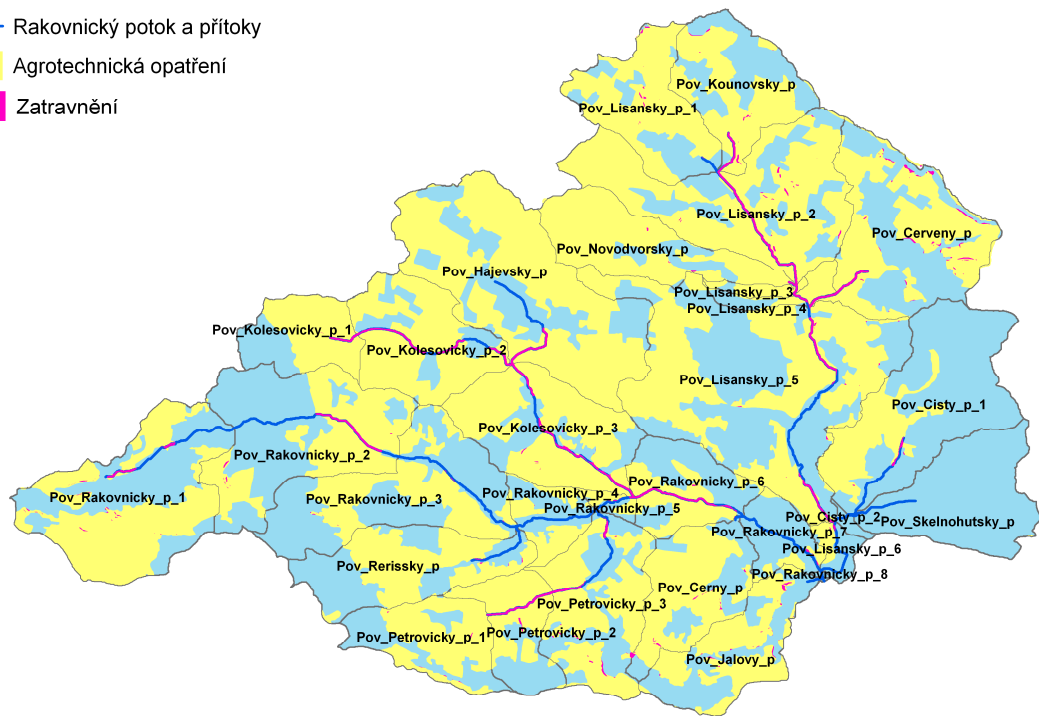 Rakovnický potok a přítoky
Agrotechnická opatření
Zatravnění
Pov_Kounovsky_p
Pov_Lisansky_p_1
Pov_Lisansky_p_2
Pov_Cerveny_p
Pov_Novodvorsky_p
Pov_Hajevsky_p
Pov_Lisansky_p_3
Pov_Lisansky_p_4
Pov_Kolesovicky_p_1
Pov_Kolesovicky_p_2
Pov_Lisansky_p_5
Pov_Cisty_p_1
Pov_Kolesovicky_p_3
Pov_Rakovnicky_p_2
Pov_Rakovnicky_p_6
Pov_Rakovnicky_p_1
Pov_Rakovnicky_p_3
Pov_Rakovnicky_p_4
Pov_Rakovnicky_p_5
Pov_Cisty_p_2
Pov_Skelnohutsky_p
Pov_Rakovnicky_p_7
Pov_Lisansky_p_6
Pov_Rerissky_p
Pov_Rakovnicky_p_8
Pov_Cerny_p
Pov_Petrovicky_p_3
Pov_Petrovicky_p_1
Pov_Petrovicky_p_2
Pov_Jalovy_p